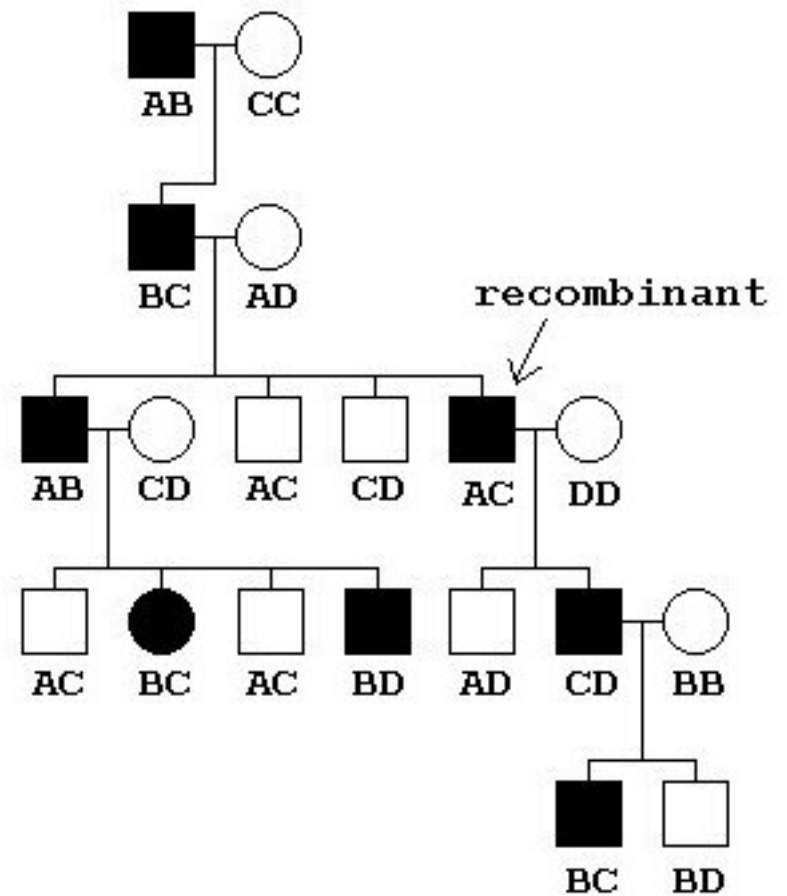 AB CC
BC AD
recombinant
AB CD AC CD AC DD
AC BC AC BD AD CD BB
BC BD